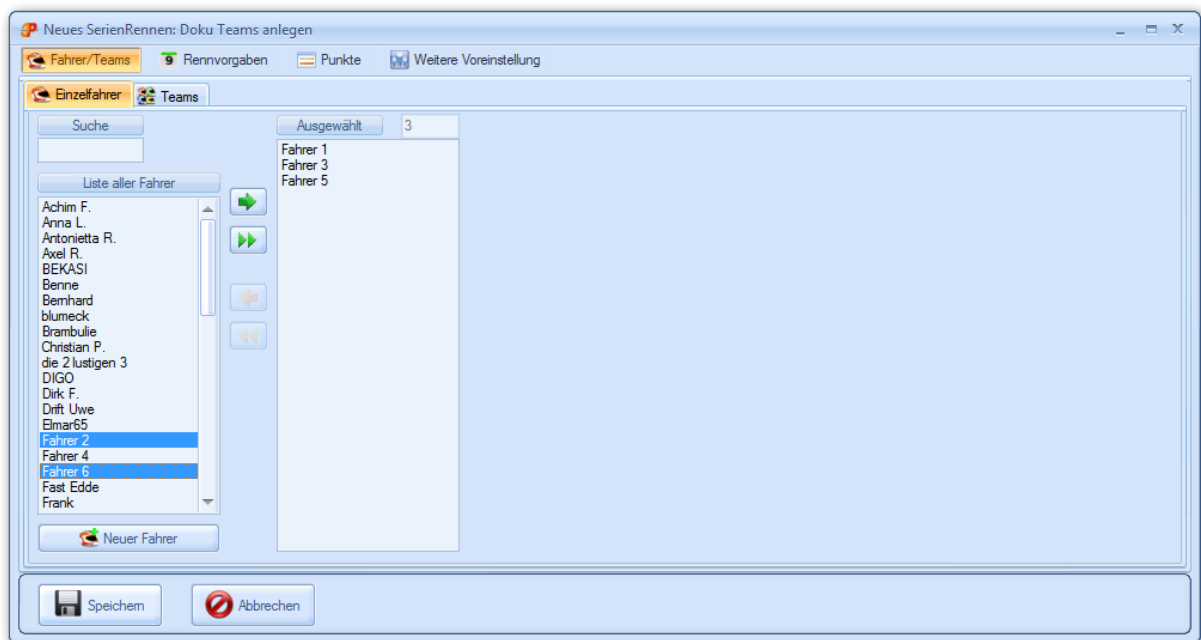 Neues SerienRennen: Doku Teams anlegen
Fahrer/Teams 9 Rennvorgaben Punkte Weitere Voreinstellung
Einzelfahrer Teams
Suche
Ausgewählt 3
Fahrer 1
Fahrer 3
Fahrer 5
Liste aller Fahrer
Achim F.
Anna L.
Antonietta R.
Axel R.
BEKASI
Benne
Bernhard
blumeck
Brambulie
Christian P.
die 2 lustigen 3
DIGO
Dirk F.
Drift Uwe
Elmar65
Fahrer 2
Fahrer 4
Fahrer 6
Fast Edde
Frank
Neuer Fahrer
Speichern Abbrechen